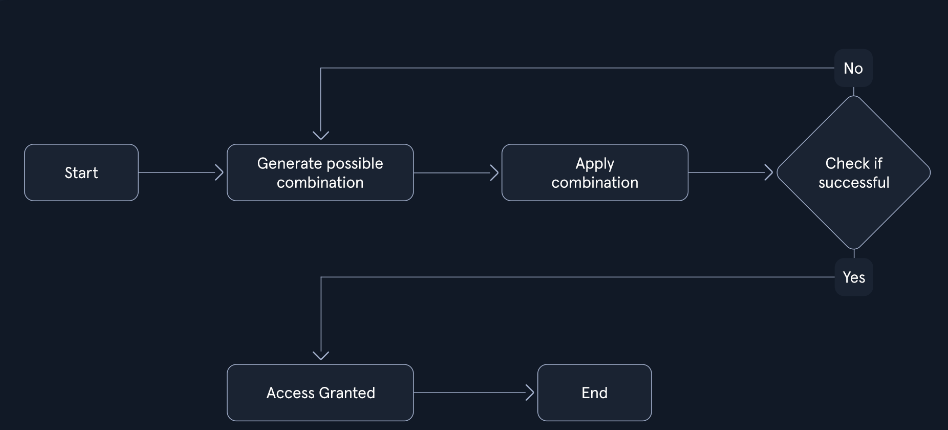 No
Start
Generate possible
combination
Apply
combination
Check if
successful
Yes
Access Granted
End